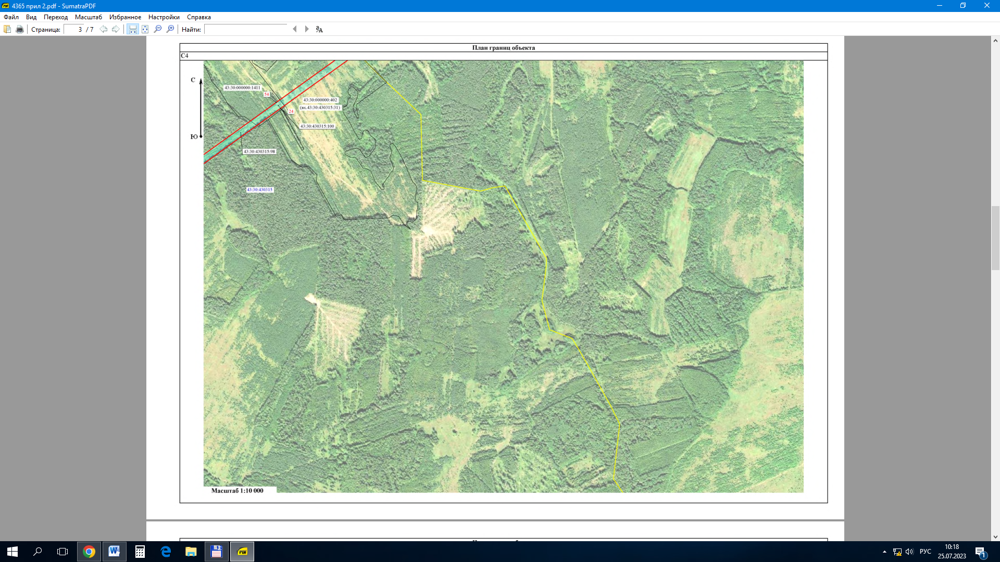 4365 прил 2.pdf - SumatraPDF
Файл Вид Переход Масштаб Избранное Настройки Справка
Страница: 3 / 7 Найти:
План границ объекта
С4
С
Ю
43:30:000000:1411
54
43:30:000000:402
(вх.43:30:430315:31)
24
43:30:430315:100
43:30:430315:98
43:30:430315
Масштаб 1:10 000
РУС
10:18
25.07.2023
1